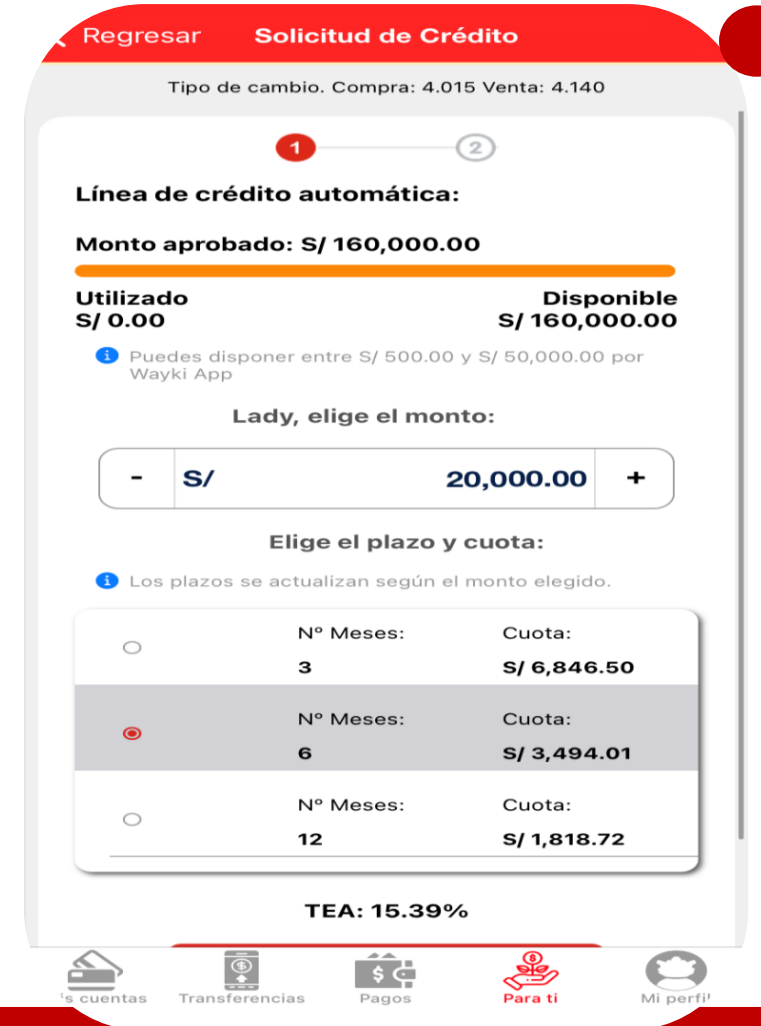 Regresar Solicitud de Crédito
Tipo de cambio. Compra: 4.015 Venta: 4.140
1 2
Línea de crédito automática:
Monto aprobado: S/ 160,000.00
Utilizado Disponible
S/ 0.00 S/ 160,000.00
Puedes disponer entre S/ 500.00 y S/ 50,000.00 por
Wayki App
Lady, elige el monto:
- S/ 20,000.00 +
Elige el plazo y cuota:
Los plazos se actualizan según el monto elegido.
Nº Meses: Cuota:
3 S/ 6,846.50
Nº Meses: Cuota:
6 S/ 3,494.01
Nº Meses: Cuota:
12 S/ 1,818.72
TEA: 15.39%
's cuentas Transferencias Pagos Para ti Mi perfil